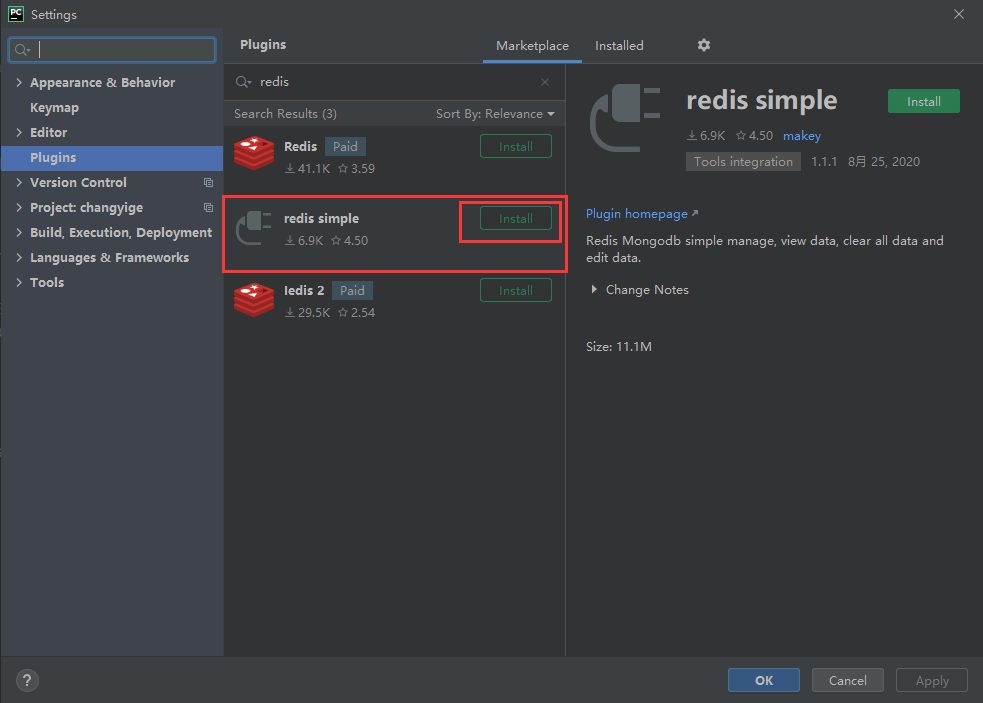 PC Settings
Plugins
Marketplace Installed
Appearance & Behavior
Keymap
Editor
Plugins
Version Control
Project: changyige
Build, Execution, Deployment
Languages & Frameworks
Tools
redis
Search Results (3) Sort By: Relevance
Redis Paid Install
41.1K 3.59
redis simple Install
6.9K 4.50
Iedis 2 Paid Install
29.5K 2.54
redis simple Install
6.9K 4.50 makey
Tools integration 1.1.1 8月 25, 2020
Plugin homepage
Redis Mongodb simple manage, view data, clear all data and
edit data.
Change Notes
Size: 11.1M
? OK Cancel Apply